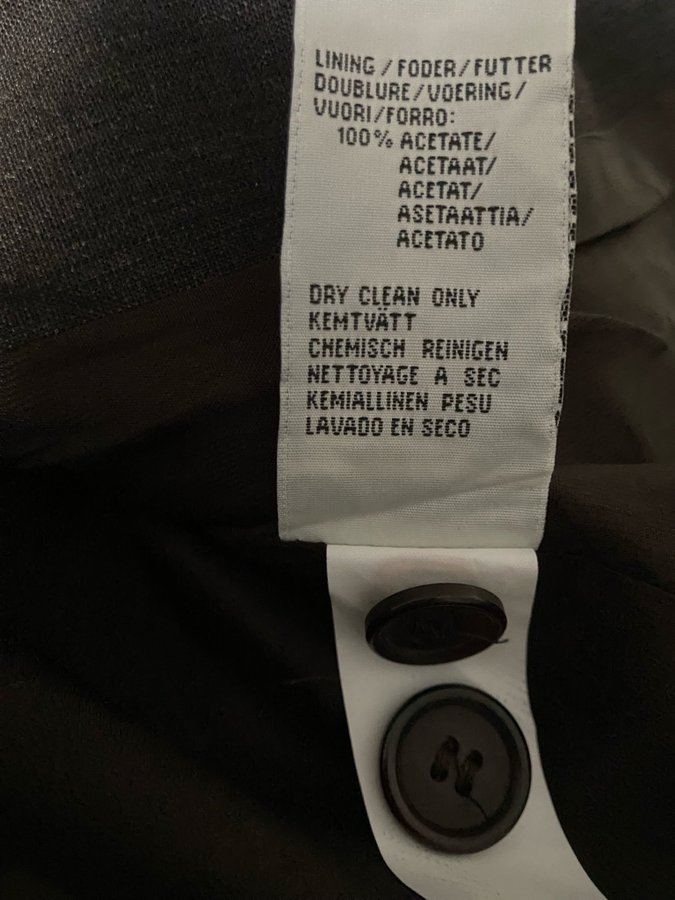 LINING/FODER/FUTTER
DOUBLURE/VOERING/
VUORI/FORRO:
100% ACETATE/
ACETAAT/
ACETAT/
ASETAATTIA/
ACETATO
DRY CLEAN ONLY
KEMTVÄTT
CHEMISCH REINIGEN
NETTOYAGE A SEC
KEMIALLINEN PESU
LAVADO EN SECO